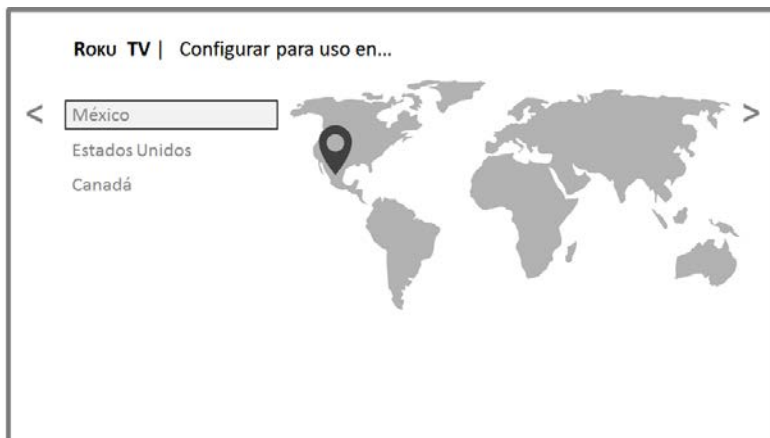 Roku TV | Configurar para uso en...
< >
México
Estados Unidos
Canadá